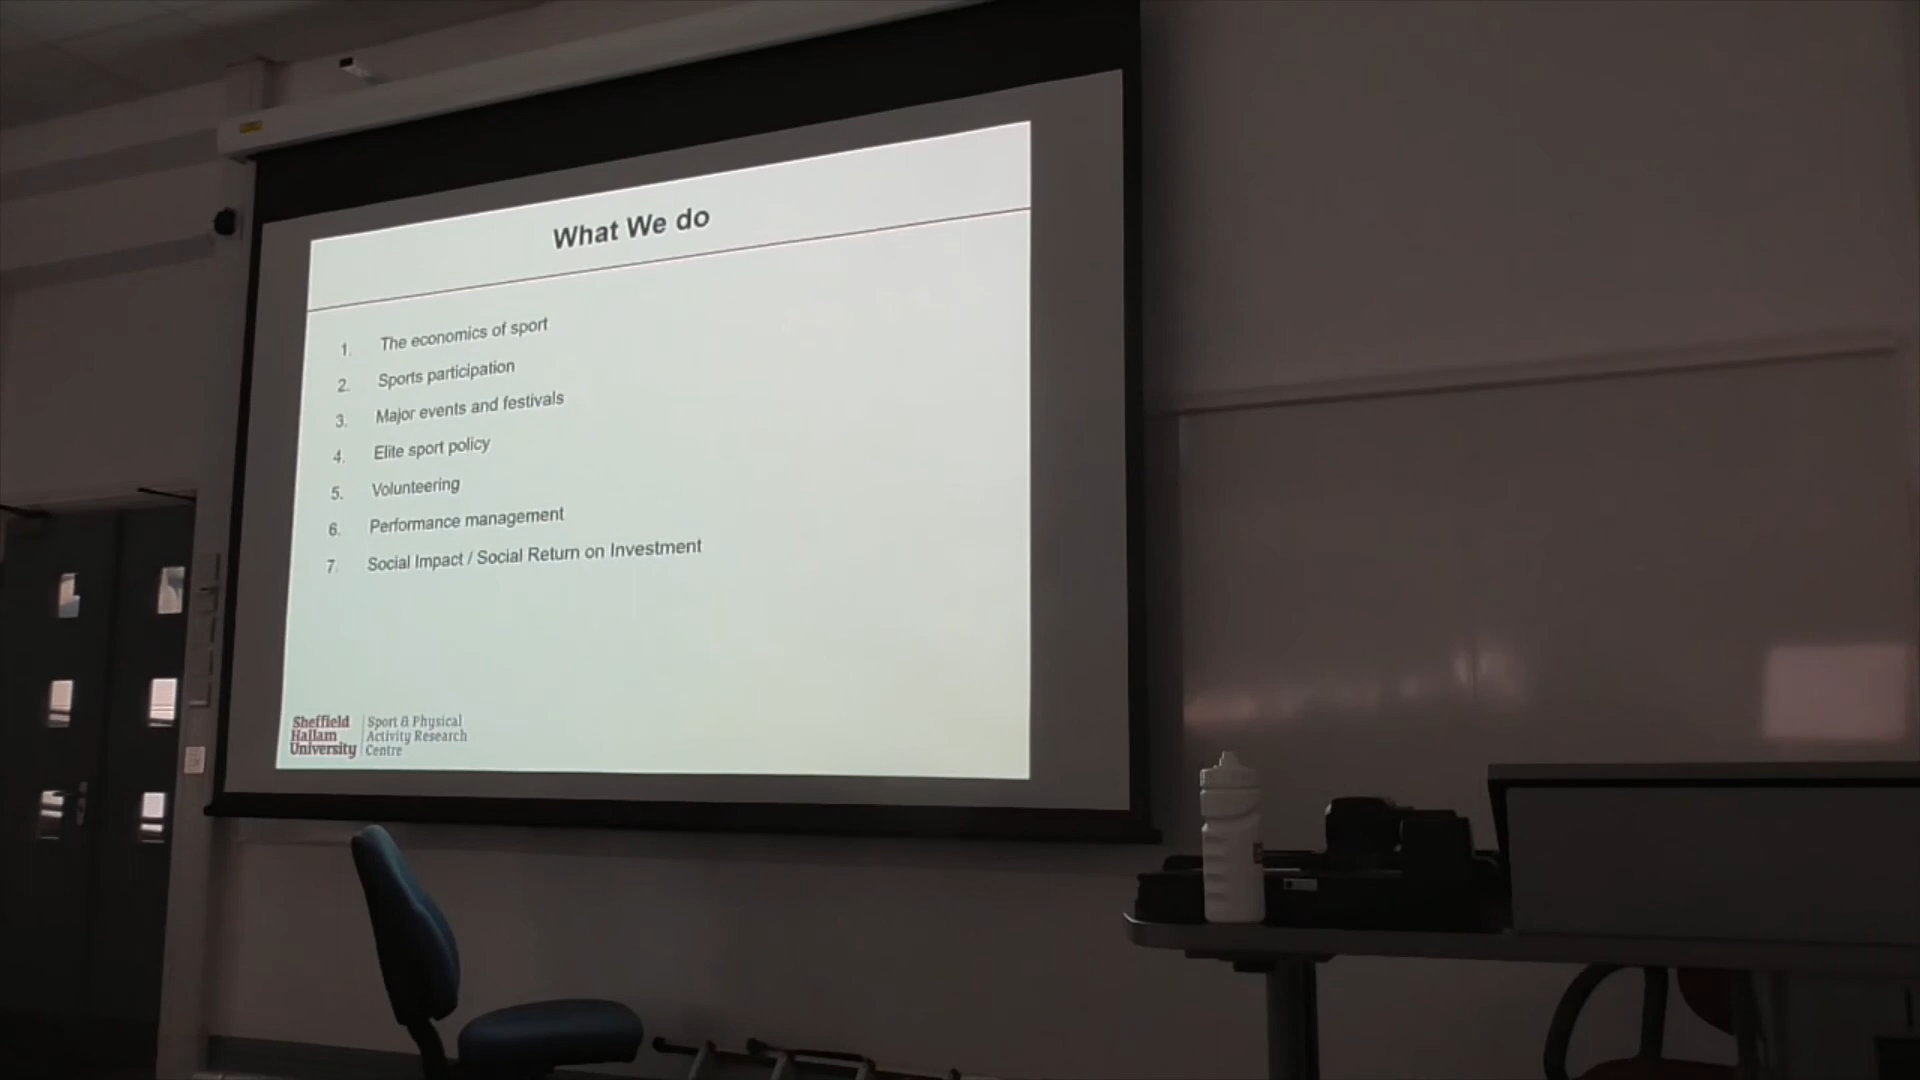 What We do
1. The economics of sport
2. Sports participation
3. Major events and festivals
4. Elite sport policy
5. Volunteering
6. Performance management
7. Social Impact / Social Return on Investment
Sheffield
Hallam
University
Sport & Physical
Activity Research
Centre